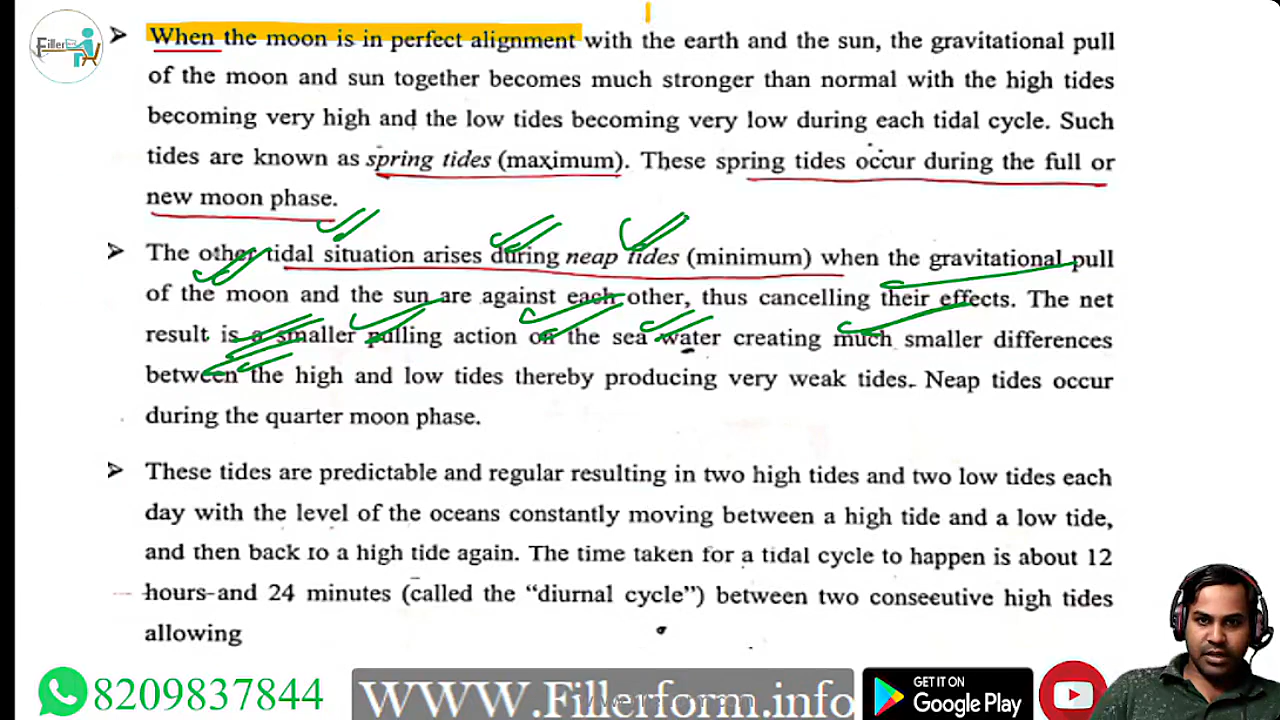 Filler
When the moon is in perfect alignment with the earth and the sun, the gravitational pull
of the moon and sun together becomes much stronger than normal with the high tides
becoming very high and the low tides becoming very low during each tidal cycle. Such
tides are known as spring tides (maximum). These spring tides occur during the full or
new moon phase.
The other tidal situation arises during neap tides (minimum) when the gravitational pull
of the moon and the sun are against each other, thus cancelling their effects. The net
result is a smaller pulling action on the sea water creating much smaller differences
between the high and low tides thereby producing very weak tides. Neap tides occur
during the quarter moon phase.
These tides are predictable and regular resulting in two high tides and two low tides each
day with the level of the oceans constantly moving between a high tide and a low tide,
and then back to a high tide again. The time taken for a tidal cycle to happen is about 12
hours and 24 minutes (called the “diurnal cycle”) between two consecutive high tides
allowing
8209837844
WWW.Fillerform.info
GET IT ON
Google Play